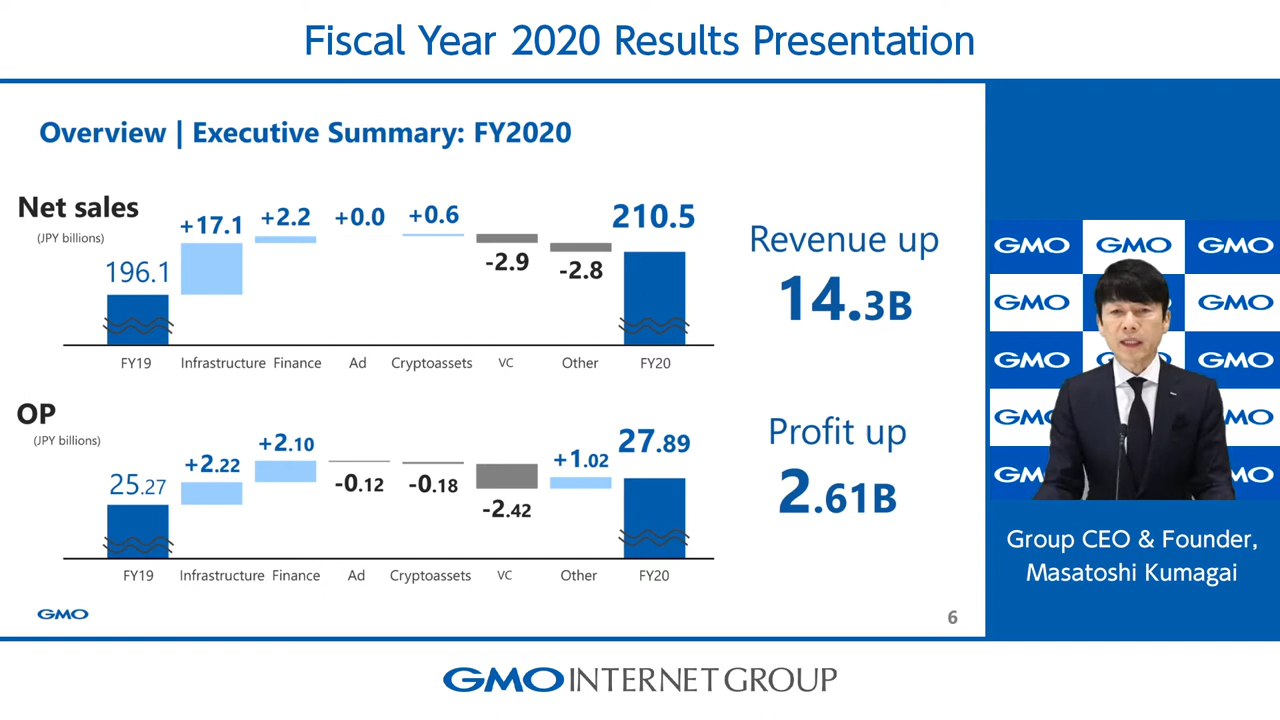 Fiscal Year 2020 Results Presentation
Overview | Executive Summary: FY2020
Net sales
(JPY billions)
196.1
+17.1
+2.2
+0.0
+0.6
-2.9
-2.8
210.5
FY19 Infrastructure Finance Ad Cryptoassets VC Other FY20
Revenue up
14.3B
OP
(JPY billions)
25.27
+2.22
+2.10
-0.12
-0.18
-2.42
+1.02
27.89
FY19 Infrastructure Finance Ad Cryptoassets VC Other FY20
Profit up
2.61B
GMO
6
GMO GMO GMO
GMO GMO
GMO GMO
GMO GMO
GMO GMO
Group CEO & Founder,
Masatoshi Kumagai
GMO INTERNET GROUP